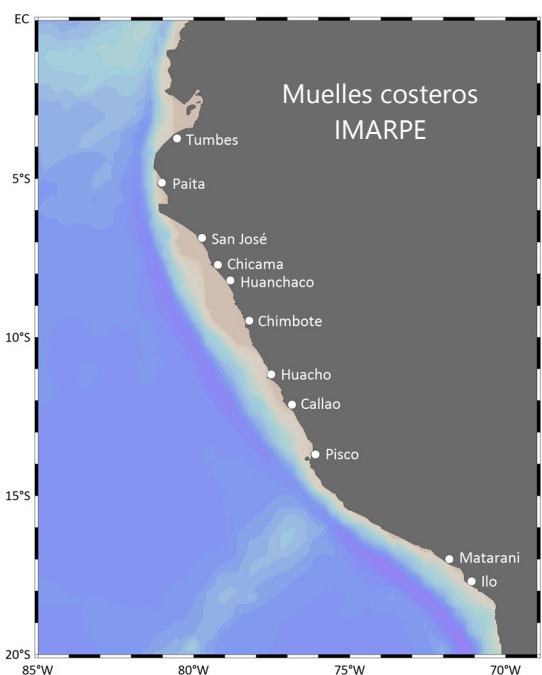 EC
Muelles costeros
IMARPE
Tumbes
5°S
Paita
San José
Chicama
Huanchaco
10°S
Chimbote
Huacho
Callao
Pisco
15°S
Matarani
Ilo
20°S
85°W
80°W
75°W
70°W